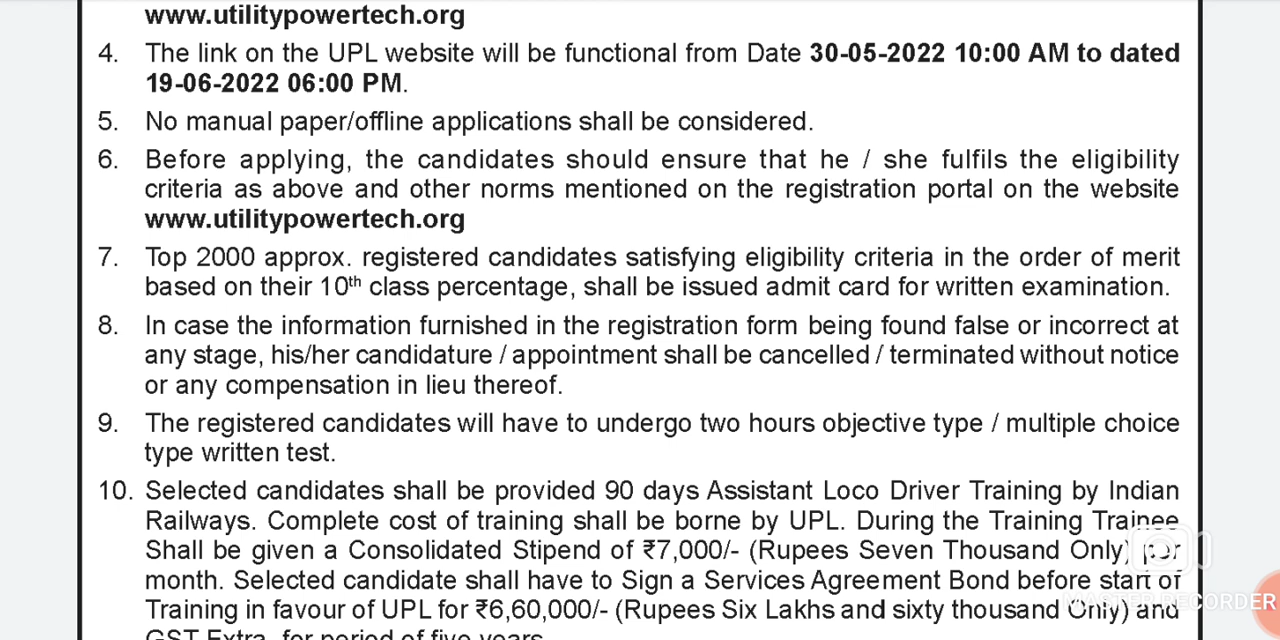 www.utilitypowertech.org
4. The link on the UPL website will be functional from Date 30-05-2022 10:00 AM to dated
19-06-2022 06:00 PM.
5. No manual paper/offline applications shall be considered.
6. Before applying, the candidates should ensure that he / she fulfils the eligibility
criteria as above and other norms mentioned on the registration portal on the website
www.utilitypowertech.org
7. Top 2000 approx. registered candidates satisfying eligibility criteria in the order of merit
based on their 10th class percentage, shall be issued admit card for written examination.
8. In case the information furnished in the registration form being found false or incorrect at
any stage, his/her candidature / appointment shall be cancelled / terminated without notice
or any compensation in lieu thereof.
9. The registered candidates will have to undergo two hours objective type / multiple choice
type written test.
10. Selected candidates shall be provided 90 days Assistant Loco Driver Training by Indian
Railways. Complete cost of training shall be borne by UPL. During the Training Trainee
Shall be given a Consolidated Stipend of ₹7,000/- (Rupees Seven Thousand Only) per
month. Selected candidate shall have to Sign a Services Agreement Bond before start of
Training in favour of UPL for ₹6,60,000/- (Rupees Six Lakhs and sixty thousand Only) and
GST Extra, for period of five years
MASTER RECORDER